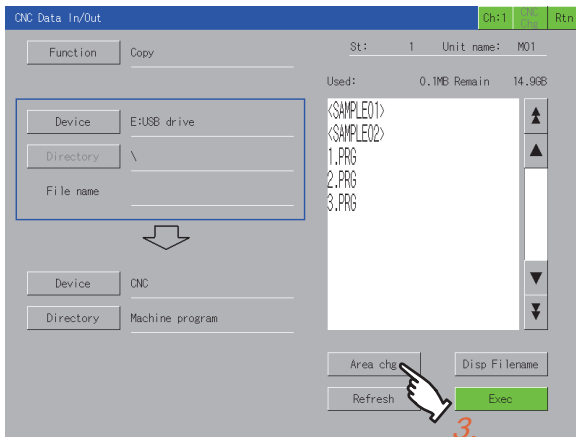 CNC Data In/Out Ch:1 CNC Chg Rtn
Function Copy
St: 1 Unit name: M01
Used: 0.1MB Remain 14.9GB
Device E:USB drive
Directory \
File name
<SAMPLE01>
<SAMPLE02>
1.PRG
2.PRG
3.PRG
Device CNC
Directory Machine program
Area chg Disp Filename
Refresh Exec
3.